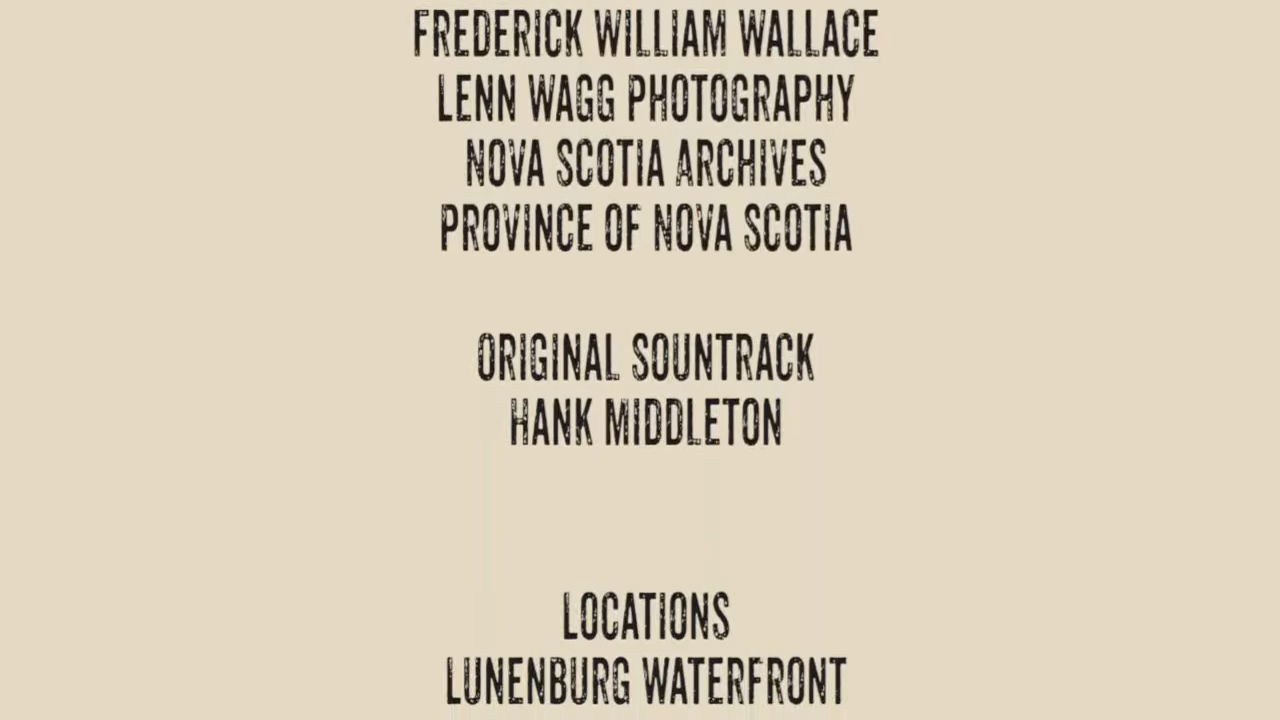 FREDERICK WILLIAM WALLACE
LENN WAGG PHOTOGRAPHY
NOVA SCOTIA ARCHIVES
PROVINCE OF NOVA SCOTIA
ORIGINAL SOUNTRACK
HANK MIDDLETON
LOCATIONS
LUNENBURG WATERFRONT